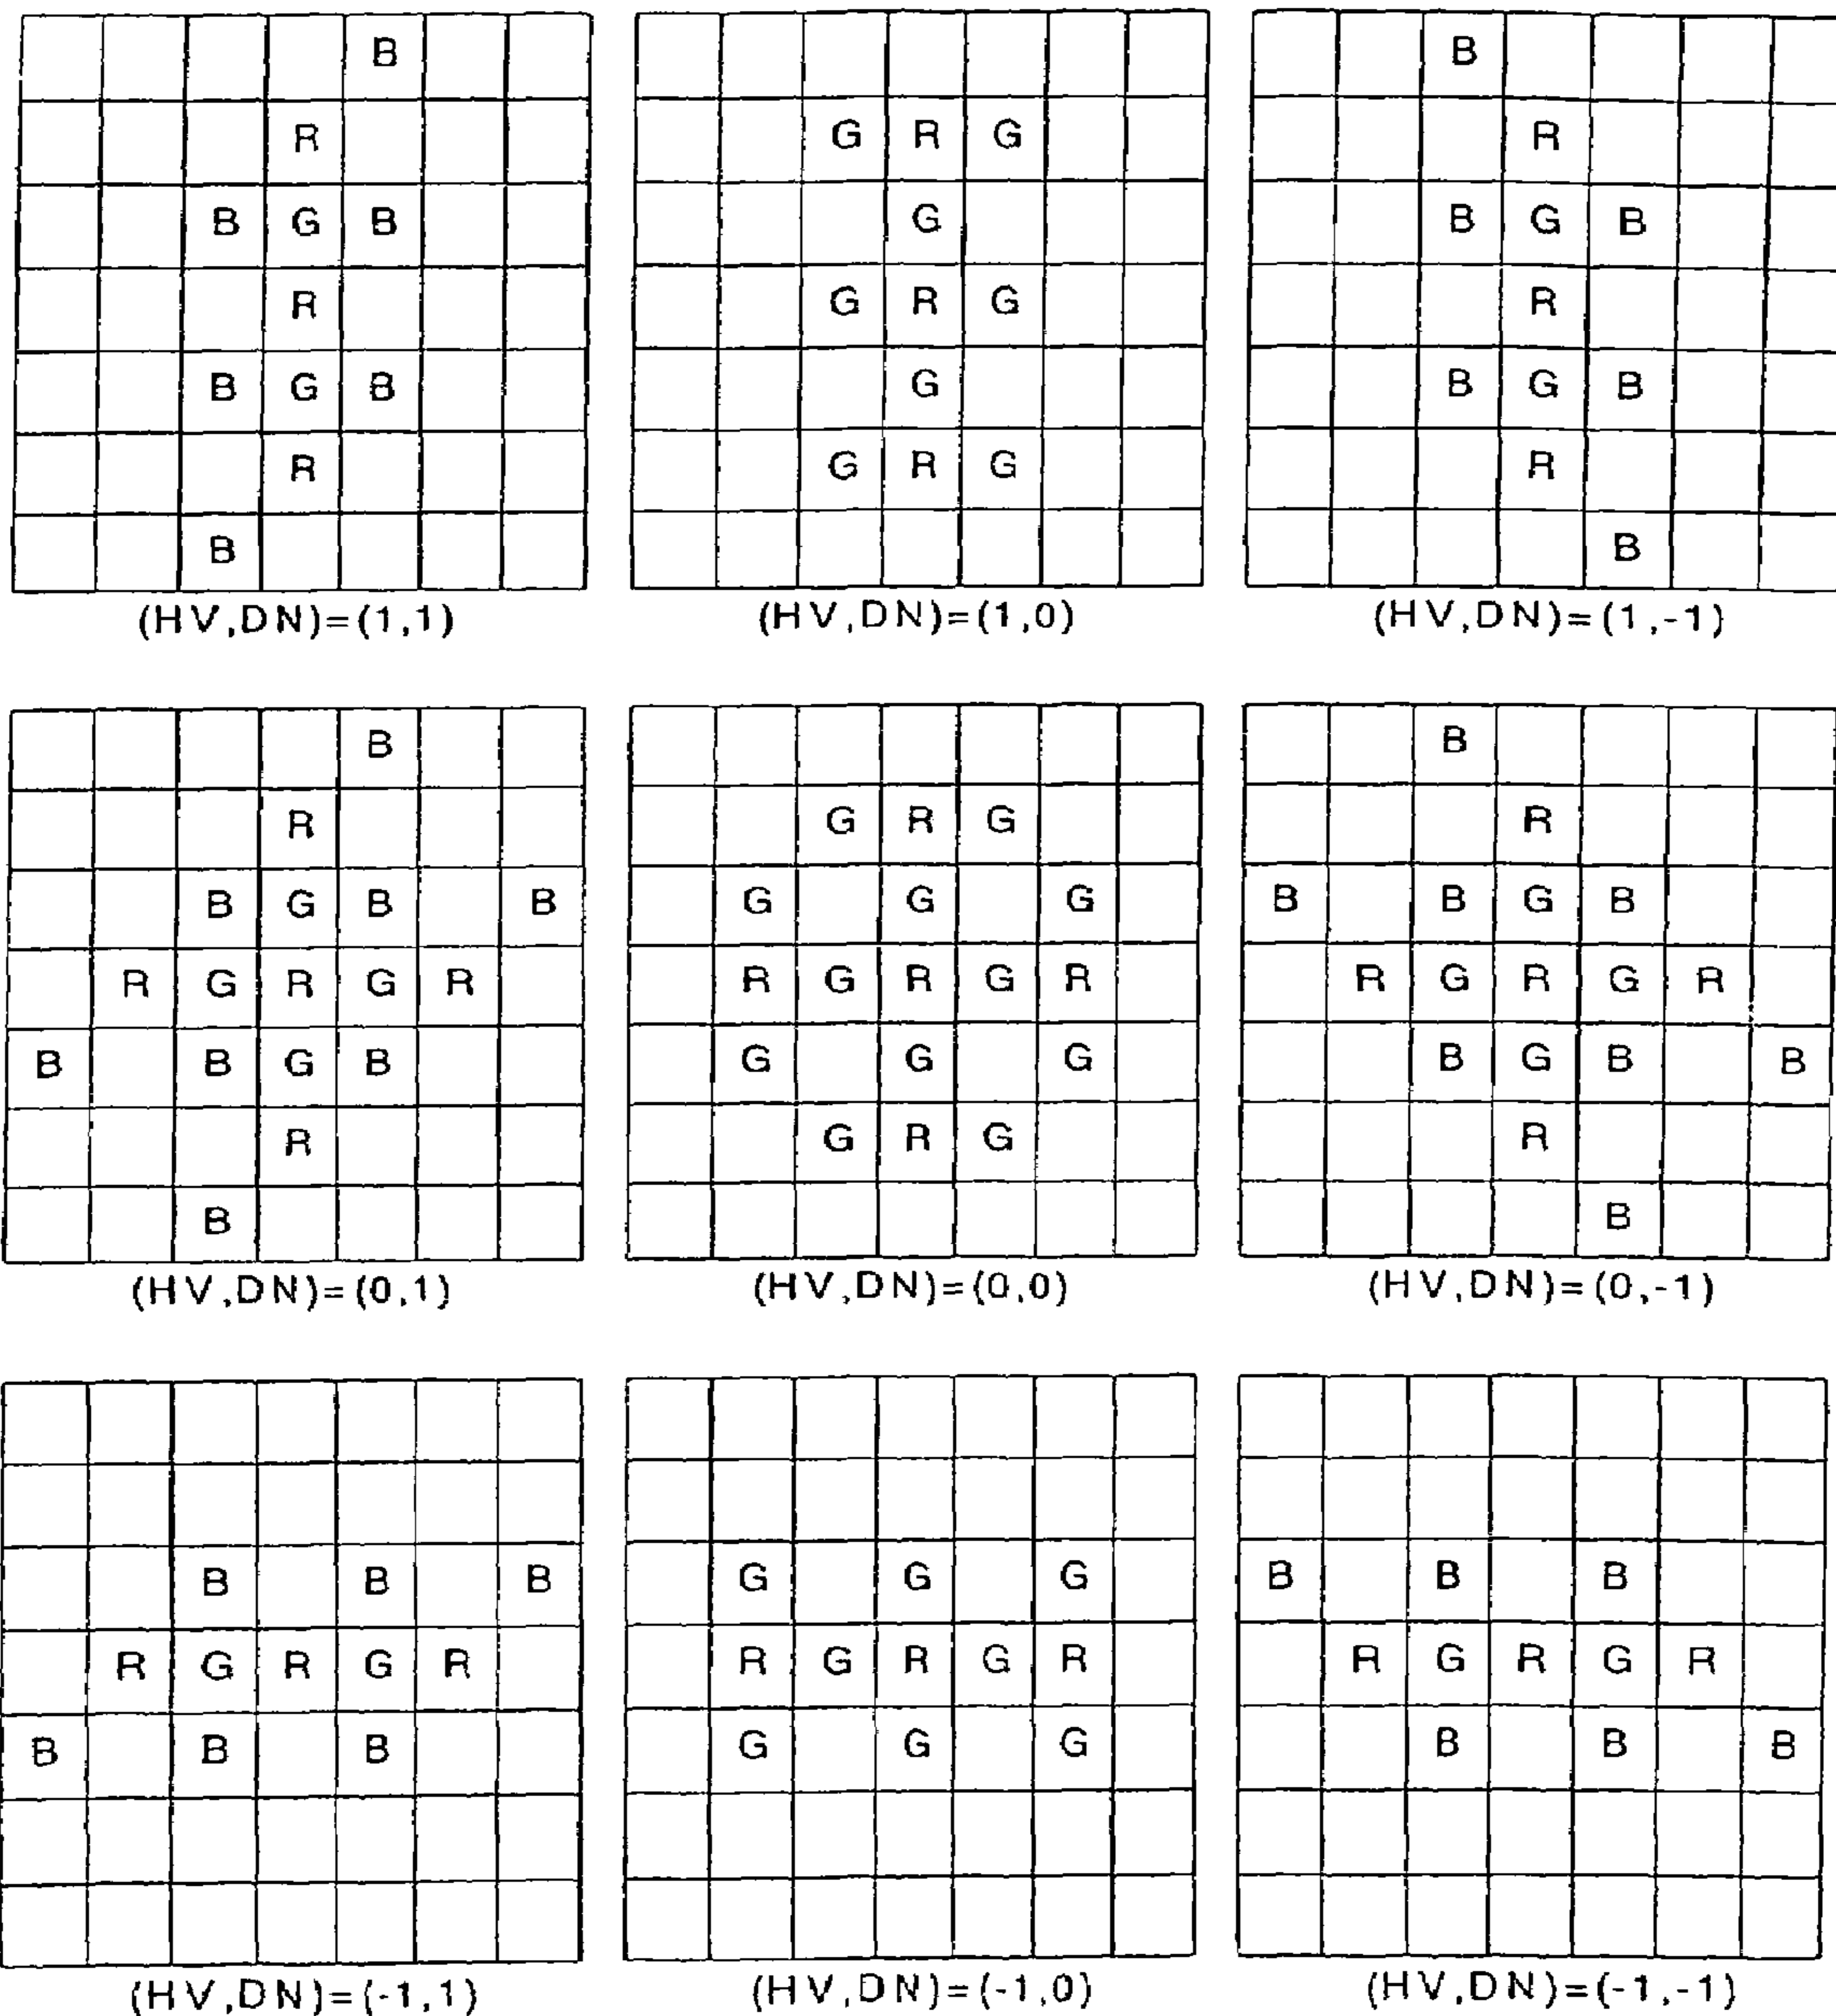 B B
G R G R
B G B G B G B
R G R G R
B G B G B G B
R G R G R
B B
(HV,DN)=(1,1) (HV,DN)=(1,0) (HV,DN)=(1,-1)
B B
R G R G R
B G B B G G G B B G B
R G R G R R G R G R R G R G R
B B G B G G G B G B B
R G R G R
B B
(HV,DN)=(0,1) (HV,DN)=(0,0) (HV,DN)=(0,-1)
B B B G G G B B B
R G R G R R G R G R R G R G R
B B B G G G B B B
(HV,DN)=(-1,1) (HV,DN)=(-1,0) (HV,DN)=(-1,-1)